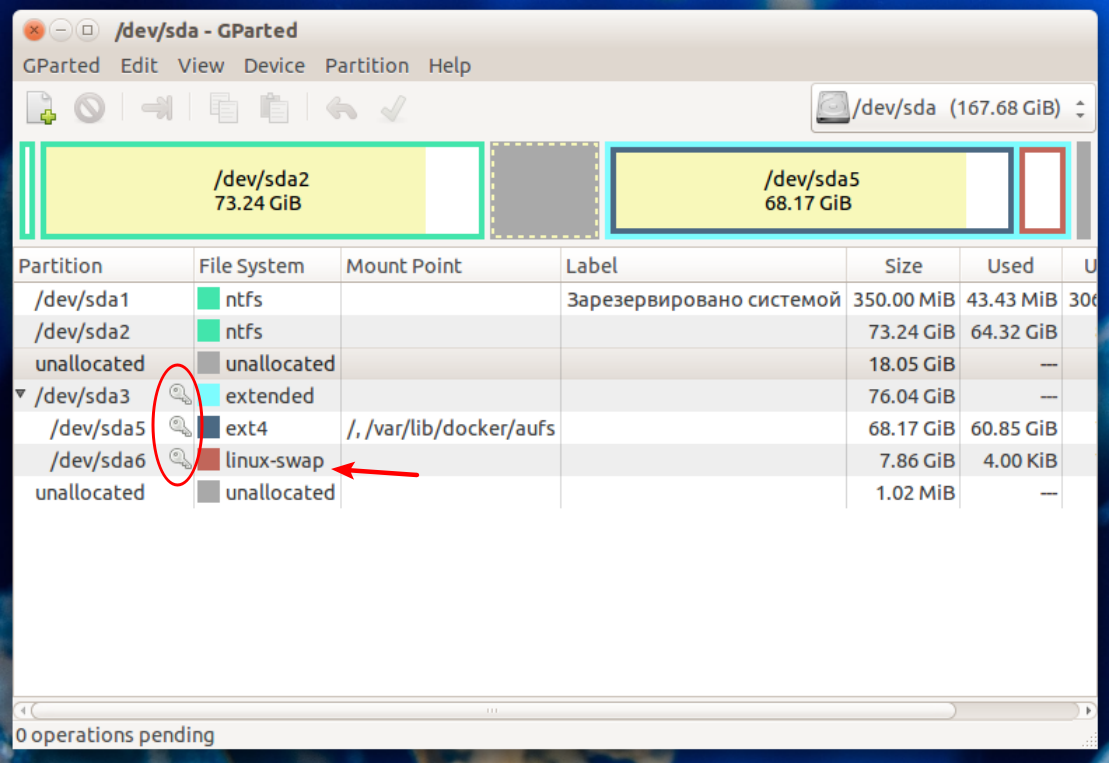 /dev/sda - GParted
GParted Edit View Device Partition Help
/dev/sda (167.68 GiB)
/dev/sda2
73.24 GiB
/dev/sda5
68.17 GiB
Partition File System Mount Point Label Size Used U
/dev/sda1 ntfs Зарезервировано системой 350.00 MiB 43.43 MiB 306
/dev/sda2 ntfs 73.24 GiB 64.32 GiB
unallocated unallocated 18.05 GiB ---
/dev/sda3 extended 76.04 GiB ---
/dev/sda5 ext4 /, /var/lib/docker/aufs 68.17 GiB 60.85 GiB
/dev/sda6 linux-swap 7.86 GiB 4.00 KiB
unallocated unallocated 1.02 MiB ---
0 operations pending